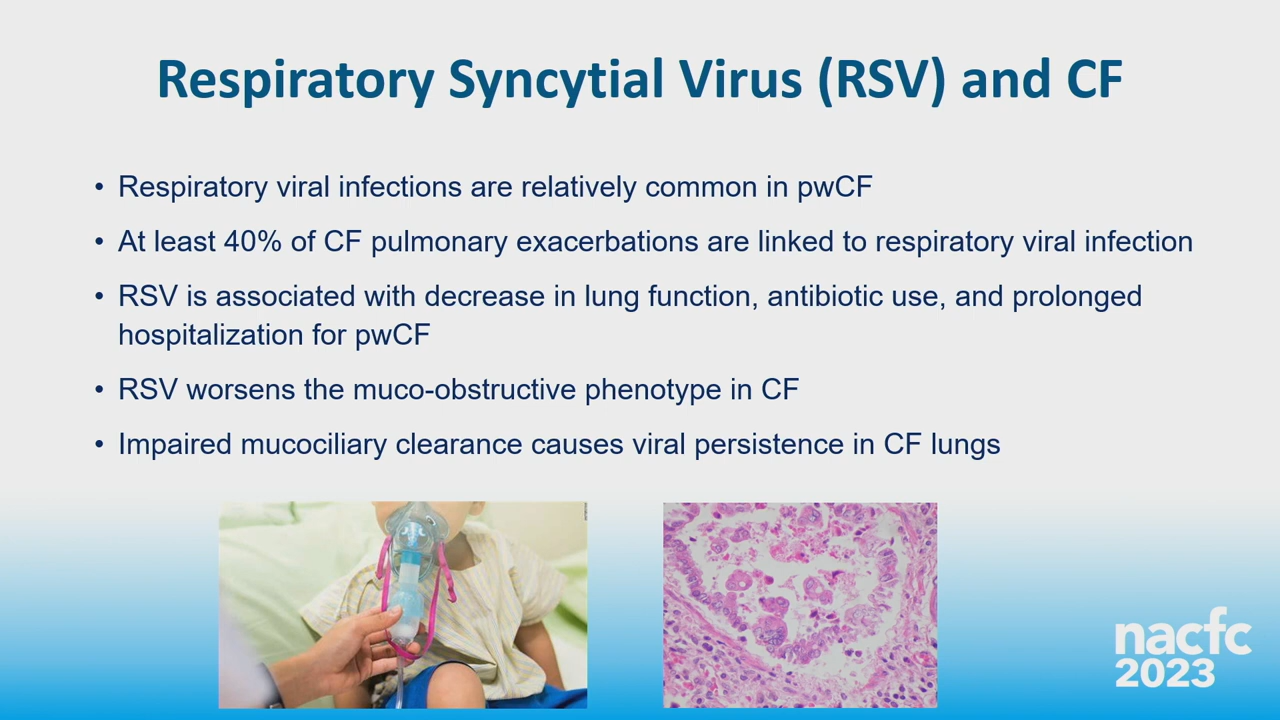 Respiratory Syncytial Virus (RSV) and CF
• Respiratory viral infections are relatively common in pwCF
• At least 40% of CF pulmonary exacerbations are linked to respiratory viral infection
• RSV is associated with decrease in lung function, antibiotic use, and prolonged
hospitalization for pwCF
• RSV worsens the muco-obstructive phenotype in CF
• Impaired mucociliary clearance causes viral persistence in CF lungs
nacfc
2023